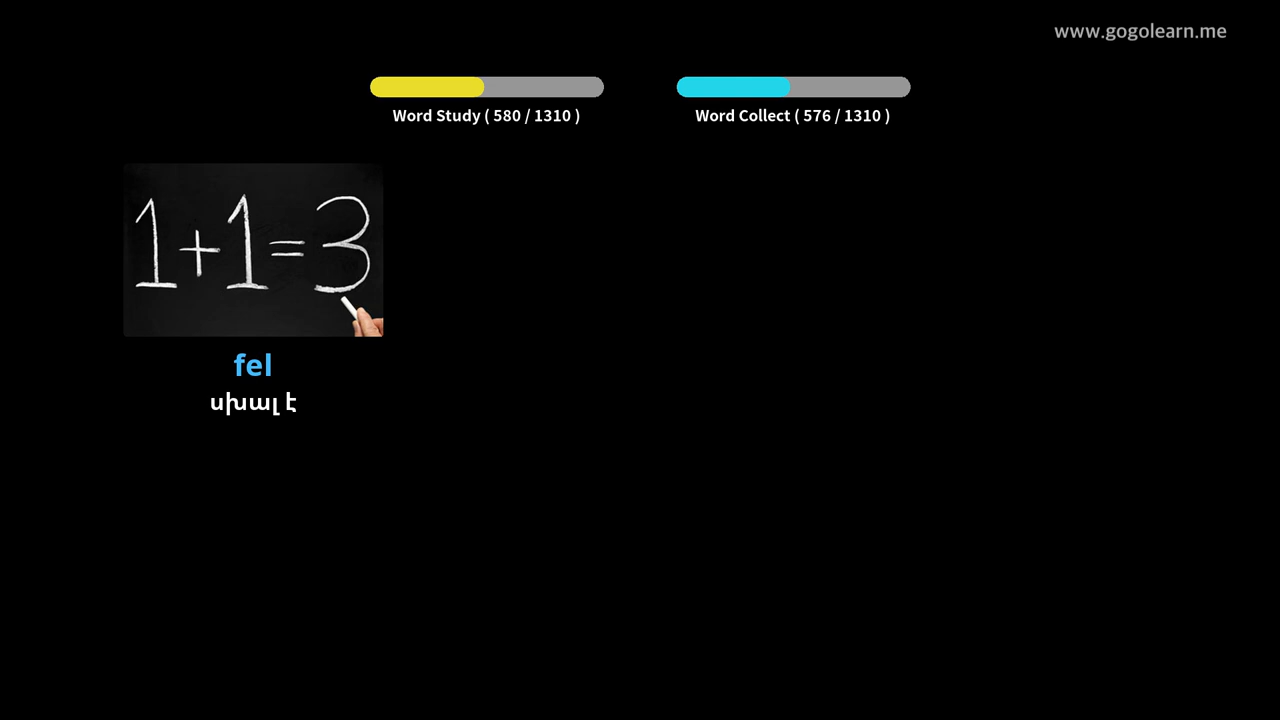 www.gogolearn.me
Word Study ( 580 / 1310 )
Word Collect ( 576 / 1310 )
1+1=3
fel
սխալ է